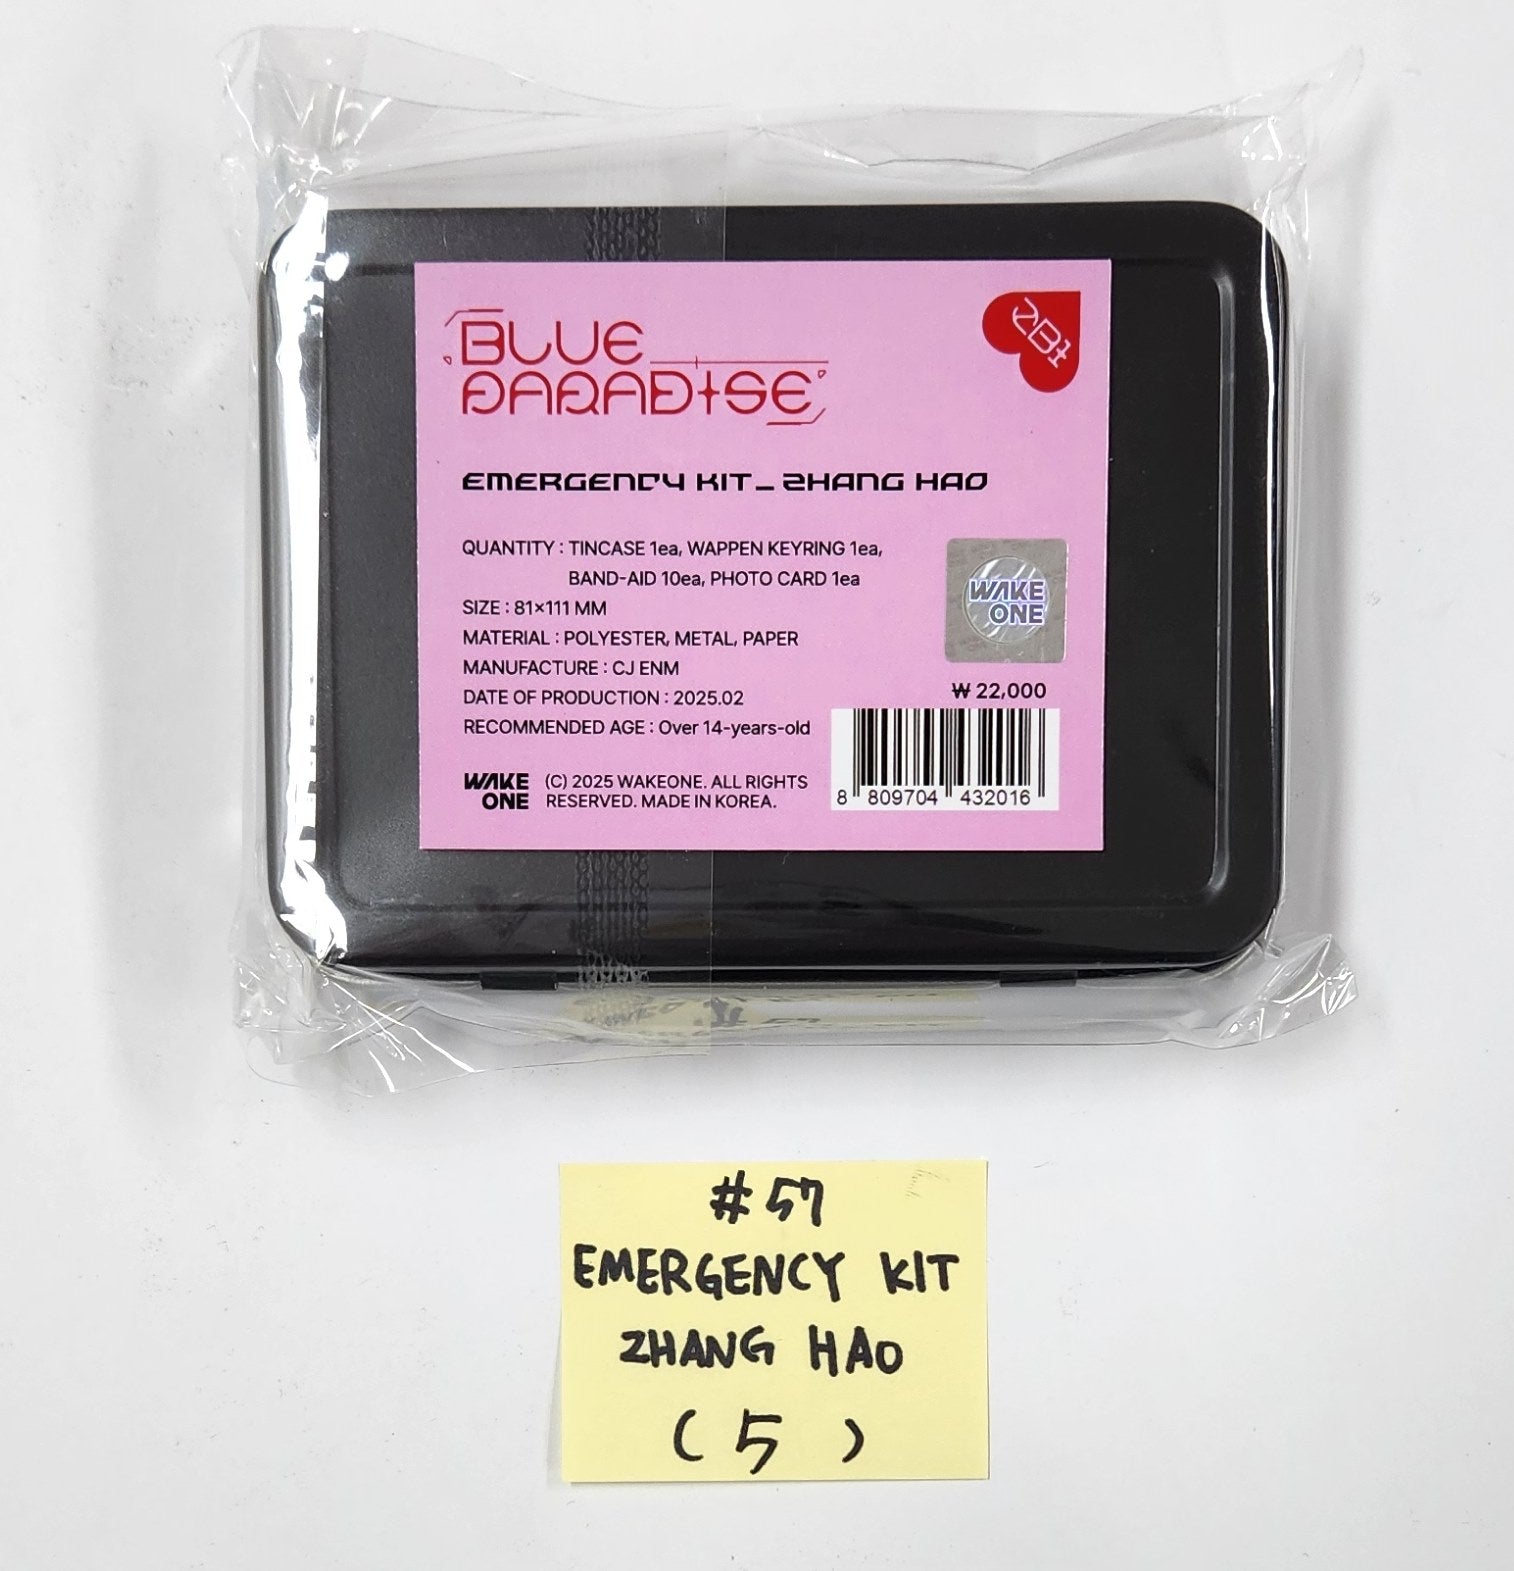 BLUE
PARADISE
ZB1
EMERGENCY KIT_ ZHANG HAO
QUANTITY : TINCASE 1ea, WAPPEN KEYRING 1ea,
BAND-AID 10ea, PHOTO CARD 1ea
SIZE : 81×111 MM
MATERIAL : POLYESTER, METAL, PAPER
MANUFACTURE : CJ ENM
DATE OF PRODUCTION : 2025.02
RECOMMENDED AGE : Over 14-years-old
WAKE
ONE
₩ 22,000
8 809704 432016
WAKE
ONE
(C) 2025 WAKEONE. ALL RIGHTS
RESERVED. MADE IN KOREA.
#57
EMERGENCY KIT
ZHANG HAO
( 5 )